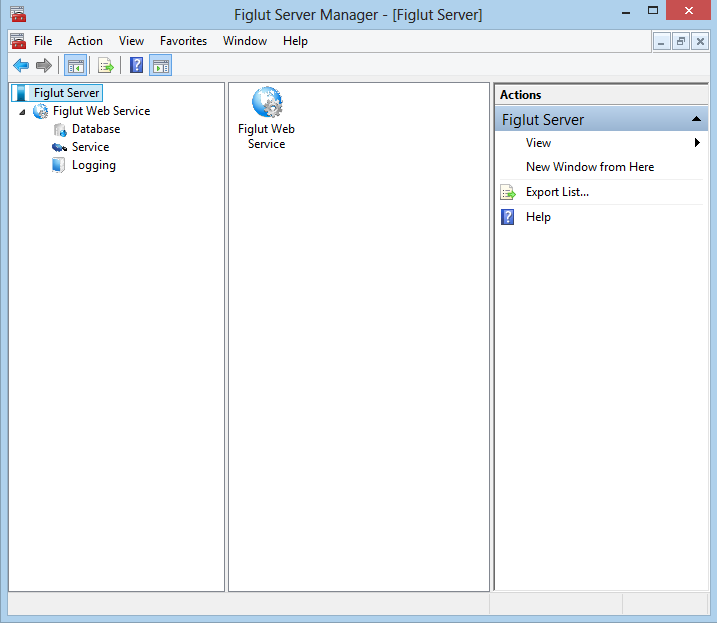 Figlut Server Manager - [Figlut Server]
File Action View Favorites Window Help
Figlut Server
Figlut Web Service
Database
Service
Logging
Figlut Web
Service
Actions
Figlut Server
View
New Window from Here
Export List...
Help